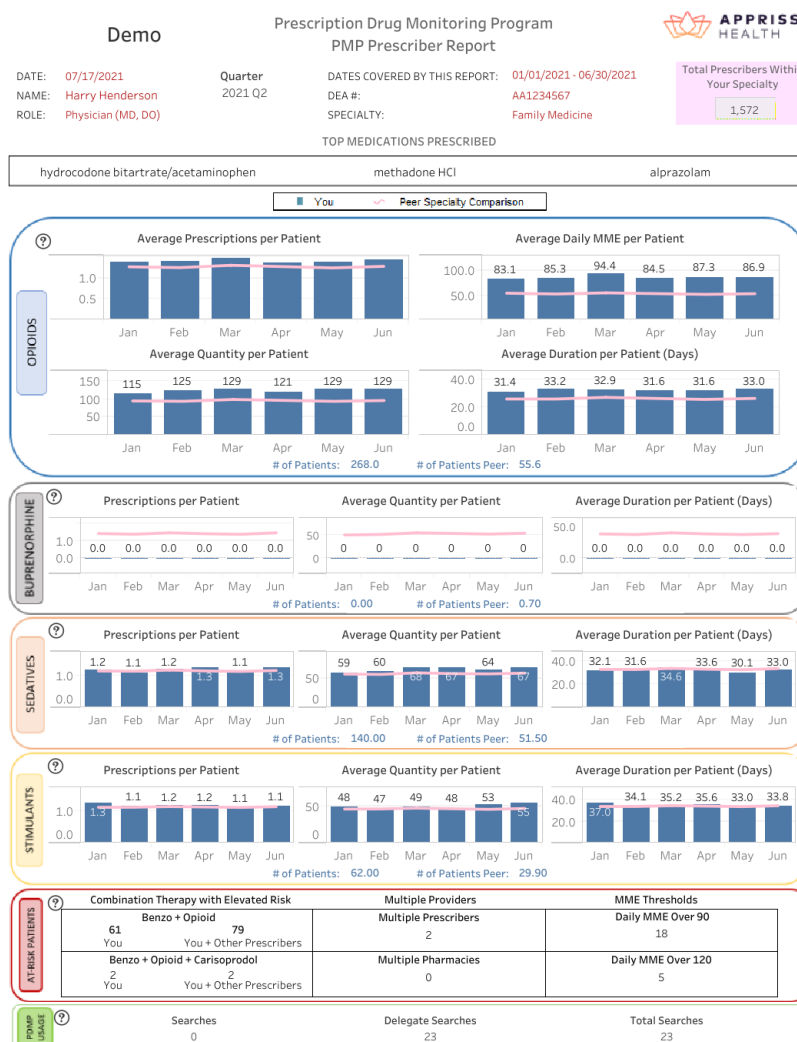 Demo
Prescription Drug Monitoring Program
PMP Prescriber Report
APPRISS
HEALTH
DATE: 07/17/2021
NAME: Harry Henderson
ROLE: Physician (MD, DO)
Quarter
2021 Q2
DATES COVERED BY THIS REPORT: 01/01/2021 - 06/30/2021
DEA #: AA1234567
SPECIALTY: Family Medicine
Total Prescribers Withi
Your Specialty
1,572
TOP MEDICATIONS PRESCRIBED
hydrocodone bitartrate/acetaminophen methadone HCl alprazolam
You Peer Specialty Comparison
OPIOIDS
?
Average Prescriptions per Patient
1.0
0.5
Jan Feb Mar Apr May Jun
Average Daily MME per Patient
100.0
50.0
83.1 85.3 94.4 84.5 87.3 86.9
Jan Feb Mar Apr May Jun
Average Quantity per Patient
150
100
50
115 125 129 121 129 129
Jan Feb Mar Apr May Jun
Average Duration per Patient (Days)
40.0
20.0
0.0
31.4 33.2 32.9 31.6 31.6 33.0
Jan Feb Mar Apr May Jun
# of Patients: 268.0 # of Patients Peer: 55.6
BUPRENORPHINE
?
Prescriptions per Patient
1.0
0.0
0.0 0.0 0.0 0.0 0.0 0.0
Jan Feb Mar Apr May Jun
Average Quantity per Patient
50
0
0 0 0 0 0 0
Jan Feb Mar Apr May Jun
Average Duration per Patient (Days)
50.0
0.0
0.0 0.0 0.0 0.0 0.0 0.0
Jan Feb Mar Apr May Jun
# of Patients: 0.00 # of Patients Peer: 0.70
SEDATIVES
?
Prescriptions per Patient
1.0
0.0
1.2 1.1 1.2 1.3 1.1 1.3
Jan Feb Mar Apr May Jun
Average Quantity per Patient
50
0
59 60 68 67 64 67
Jan Feb Mar Apr May Jun
Average Duration per Patient (Days)
40.0
20.0
32.1 31.6 34.6 33.6 30.1 33.0
Jan Feb Mar Apr May Jun
# of Patients: 140.00 # of Patients Peer: 51.50
STIMULANTS
?
Prescriptions per Patient
1.0
0.0
1.3 1.1 1.2 1.2 1.1 1.1
Jan Feb Mar Apr May Jun
Average Quantity per Patient
50
0
48 47 49 48 53 55
Jan Feb Mar Apr May Jun
Average Duration per Patient (Days)
40.0
20.0
37.0 34.1 35.2 35.6 33.0 33.8
Jan Feb Mar Apr May Jun
# of Patients: 62.00 # of Patients Peer: 29.90
AT-RISK PATIENTS
?
Combination Therapy with Elevated Risk Multiple Providers MME Thresholds
Benzo + Opioid
61 79
You You + Other Prescribers
Multiple Prescribers
2
Daily MME Over 90
18
Benzo + Opioid + Carisoprodol
2 2
You You + Other Prescribers
Multiple Pharmacies
0
Daily MME Over 120
5
PDMP
USAGE
?
Searches Delegate Searches Total Searches
0 23 23